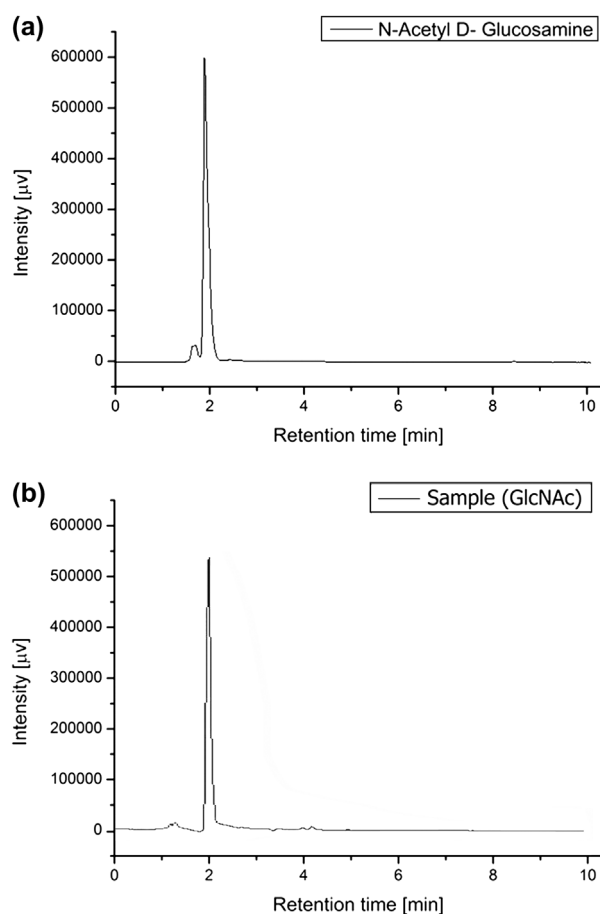 (a)
N-Acetyl D- Glucosamine
600000
500000
400000
300000
200000
100000
0
Intensity [μv]
0 2 4 6 8 10
Retention time [min]
(b)
Sample (GlcNAc)
600000
500000
400000
300000
200000
100000
0
Intensity [μv]
0 2 4 6 8 10
Retention time [min]